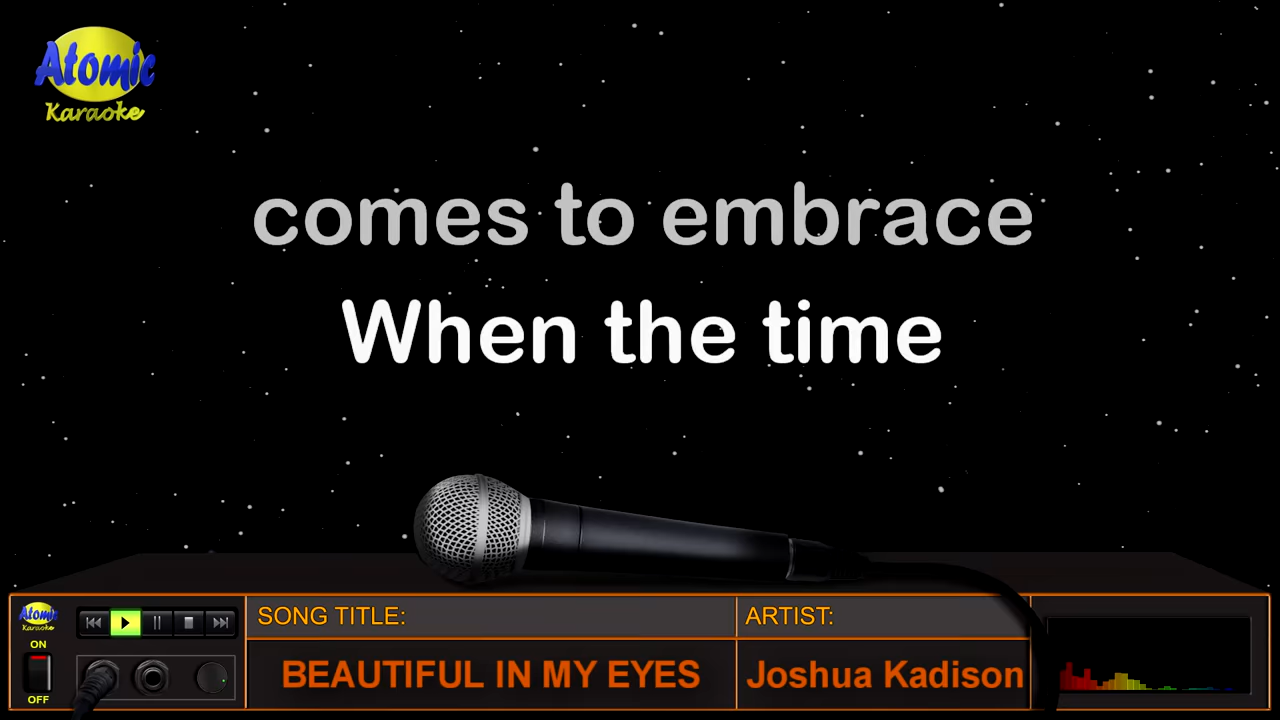 Atomic
Karaoke
comes to embrace
When the time
Atomic
Karaoke
ON
OFF
SONG TITLE:
BEAUTIFUL IN MY EYES
ARTIST:
Joshua Kadison